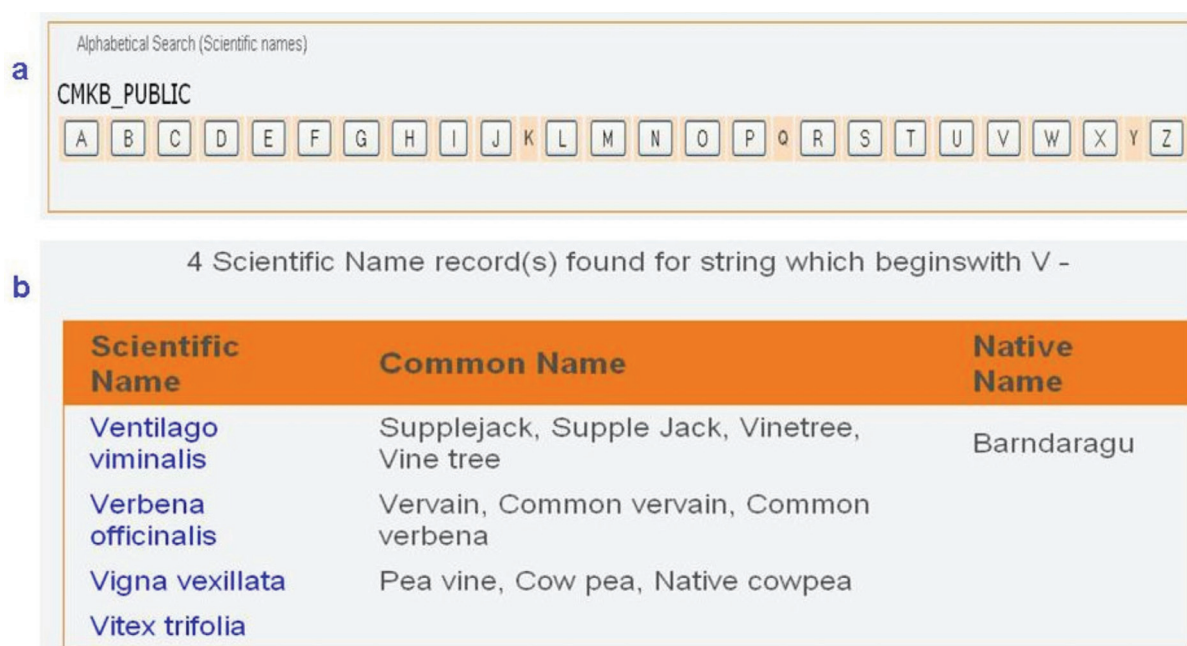 a
Alphabetical Search (Scientific names)
CMKB_PUBLIC
A B C D E F G H I J K L M N O P Q R S T U V W X Y Z
b
4 Scientific Name record(s) found for string which beginswith V -
Scientific Name Common Name Native Name
Ventilago viminalis Supplejack, Supple Jack, Vinetree, Vine tree Barndaragu
Verbena officinalis Vervain, Common vervain, Common verbena
Vigna vexillata Pea vine, Cow pea, Native cowpea
Vitex trifolia